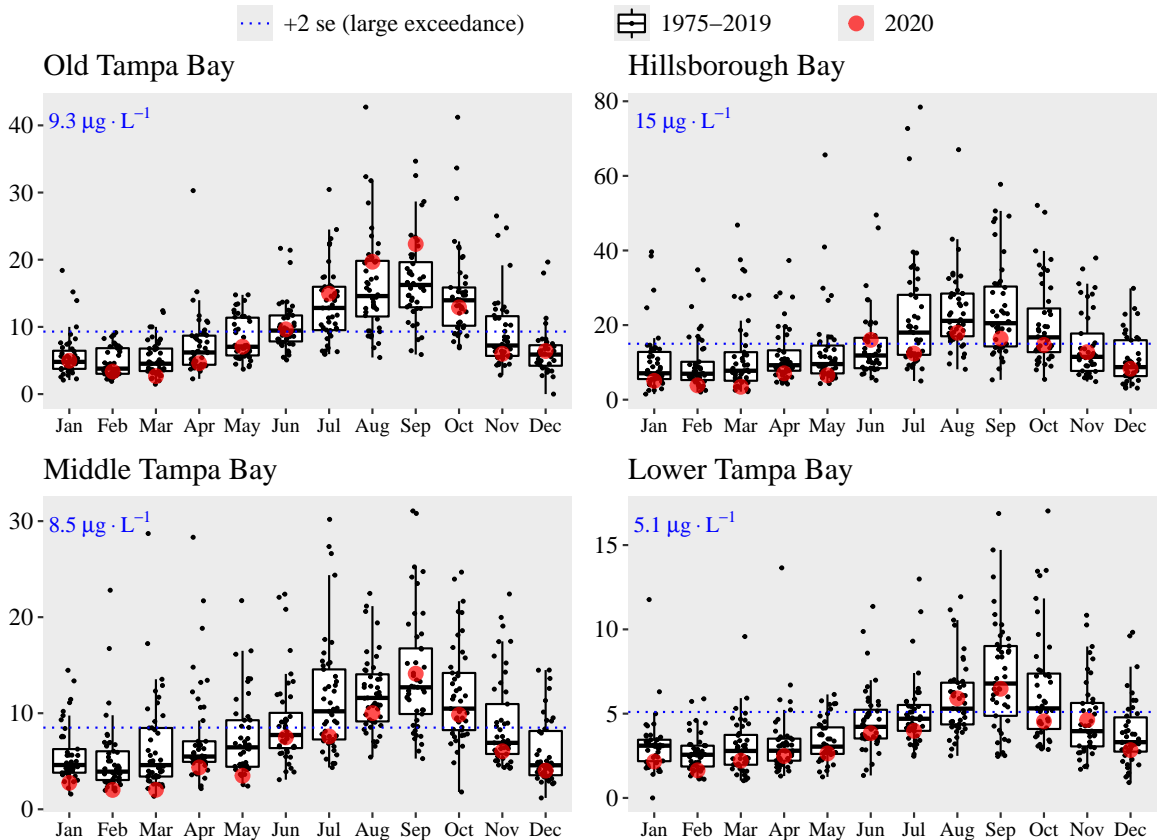 +2 se (large exceedance) 1975–2019 2020
Old Tampa Bay
9.3 µg · L⁻¹
40
30
20
10
0
Jan Feb Mar Apr May Jun Jul Aug Sep Oct Nov Dec
Hillsborough Bay
15 µg · L⁻¹
80
60
40
20
0
Jan Feb Mar Apr May Jun Jul Aug Sep Oct Nov Dec
Middle Tampa Bay
8.5 µg · L⁻¹
30
20
10
0
Jan Feb Mar Apr May Jun Jul Aug Sep Oct Nov Dec
Lower Tampa Bay
5.1 µg · L⁻¹
15
10
5
0
Jan Feb Mar Apr May Jun Jul Aug Sep Oct Nov Dec